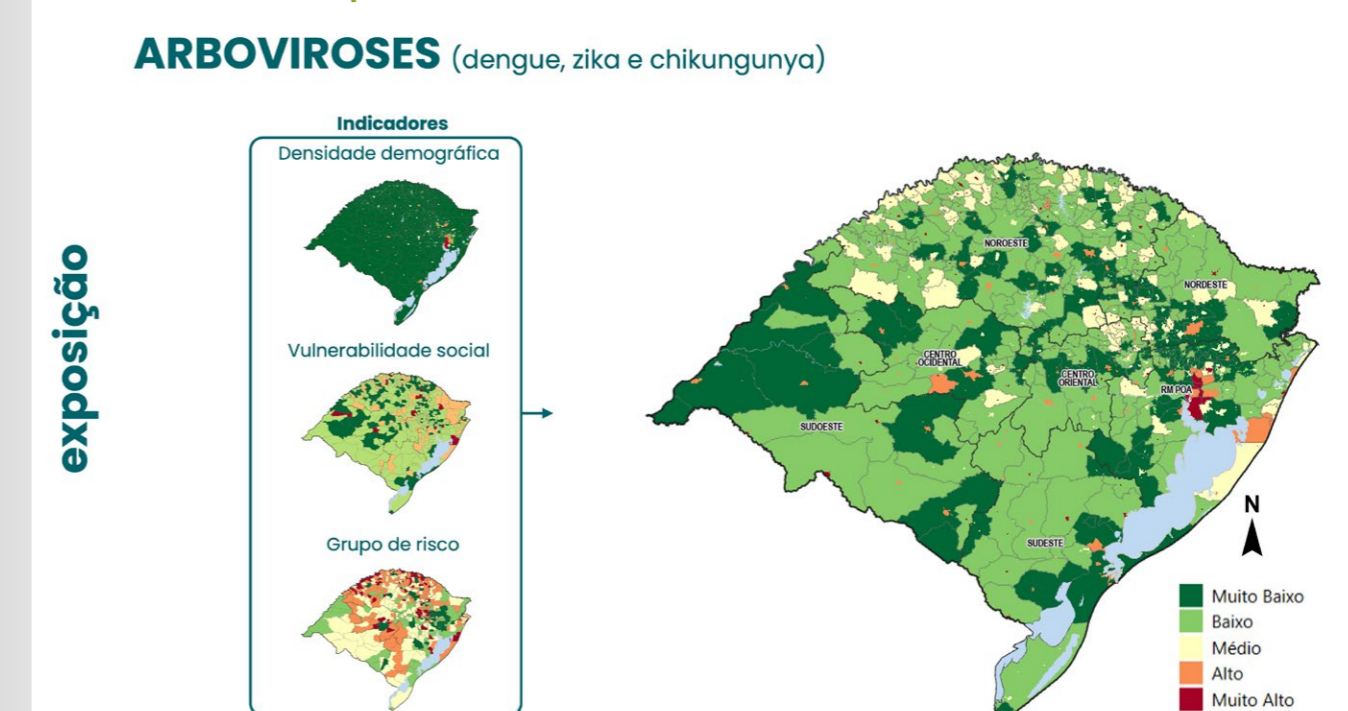 ARBOVIROSES (dengue, zika e chikungunya)
exposição
Indicadores
Densidade demográfica
Vulnerabilidade social
Grupo de risco
NOROESTE
NORDESTE
CENTRO
OCIDENTAL
CENTRO
ORIENTAL
RM POA
SUDOESTE
SUDESTE
N
Muito Baixo
Baixo
Médio
Alto
Muito Alto